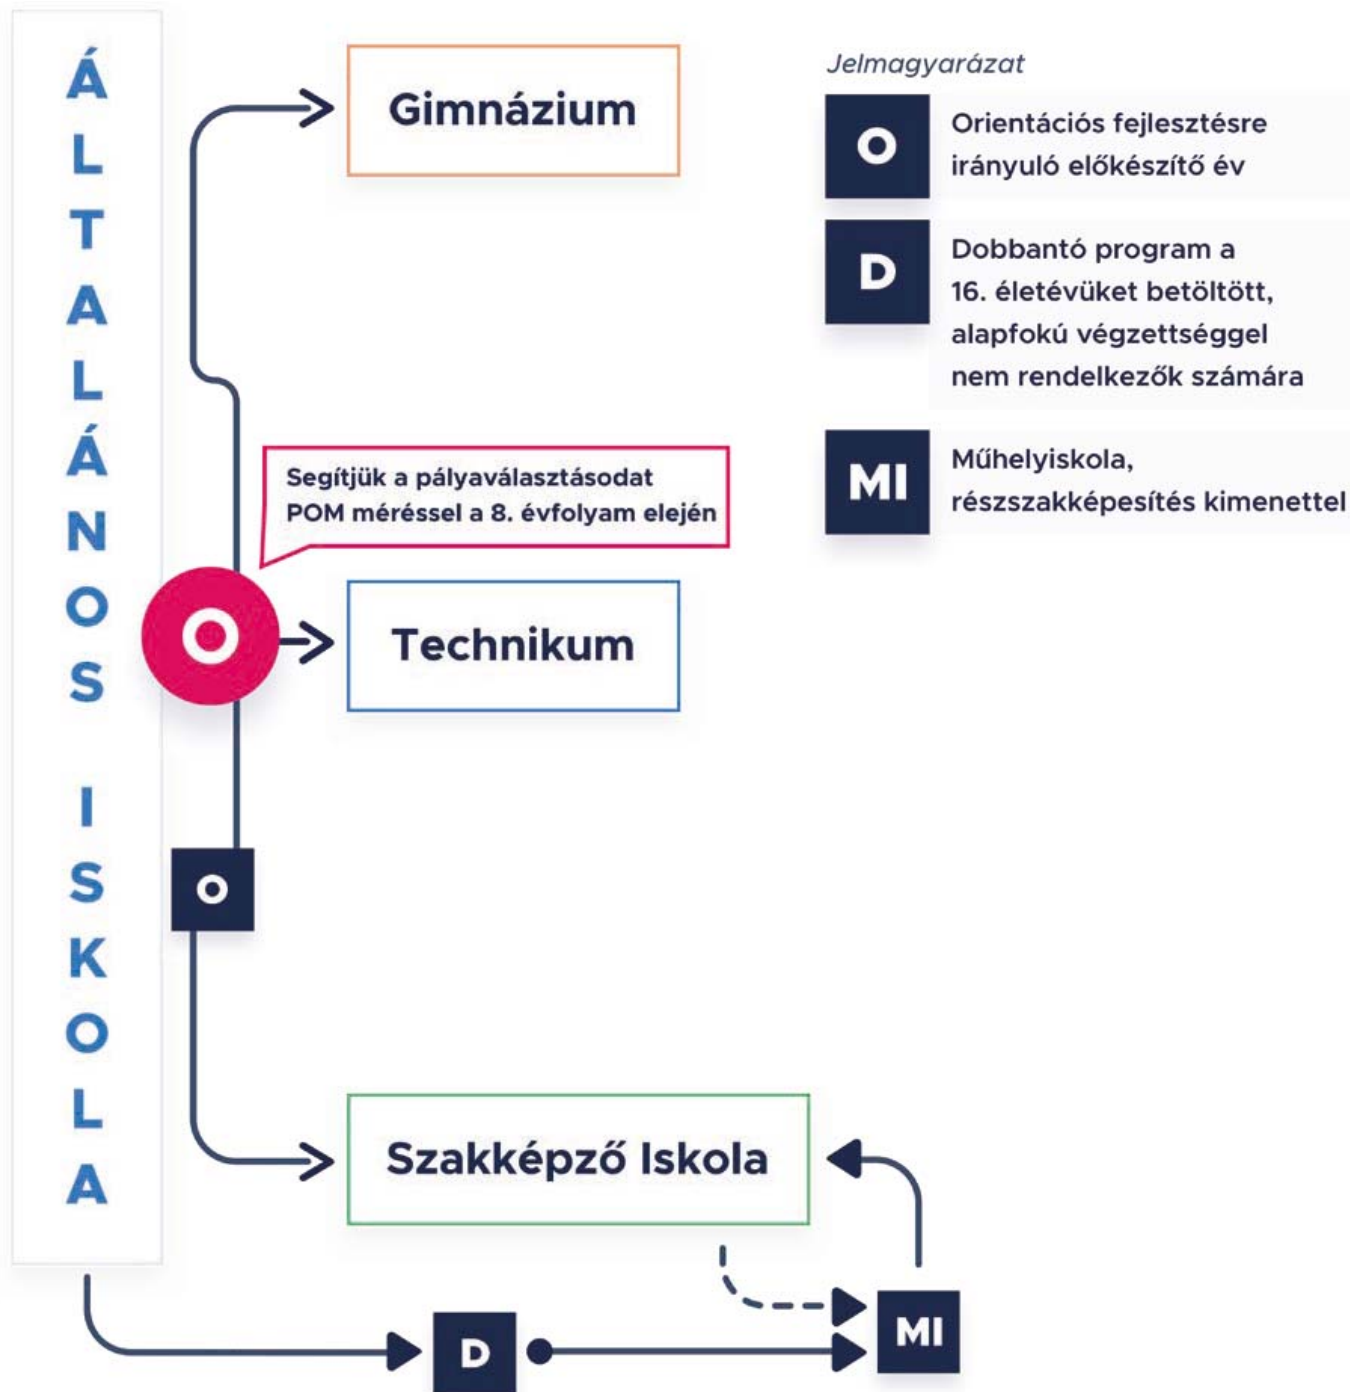 ÁLTALÁNOS ISKOLA
Gimnázium
Segítjük a pályaválasztásodat
POM méréssel a 8. évfolyam elején
O
Technikum
O
Szakképző Iskola
D
MI
Jelmagyarázat
O
Orientációs fejlesztésre
irányuló előkészítő év
D
Dobbantó program a
16. életévüket betöltött,
alapfokú végzettséggel
nem rendelkezők számára
MI
Műhelyiskola,
részszakképesítés kimenettel